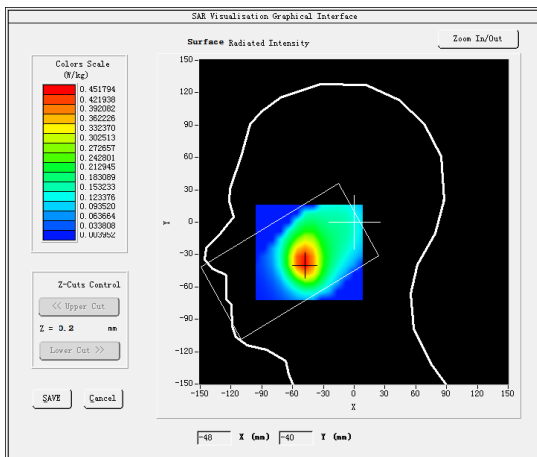 SAR Visualisation Graphical Interface
Surface Radiated Intensity
Zoom In/Out
Colors Scale
(W/kg)
0.451794
0.421938
0.392082
0.362226
0.332370
0.302513
0.272657
0.242801
0.212945
0.183089
0.153233
0.123376
0.093520
0.063664
0.033808
0.003952
Z-Cuts Control
<< Upper Cut
Z = 0.2 mm
Lower Cut >>
SAVE Cancel
150
120
90
60
30
0
-30
-60
-90
-120
-150
Y
-150 -120 -90 -60 -30 0 30 60 90 120 150
X
-48 X (mm) -40 Y (mm)